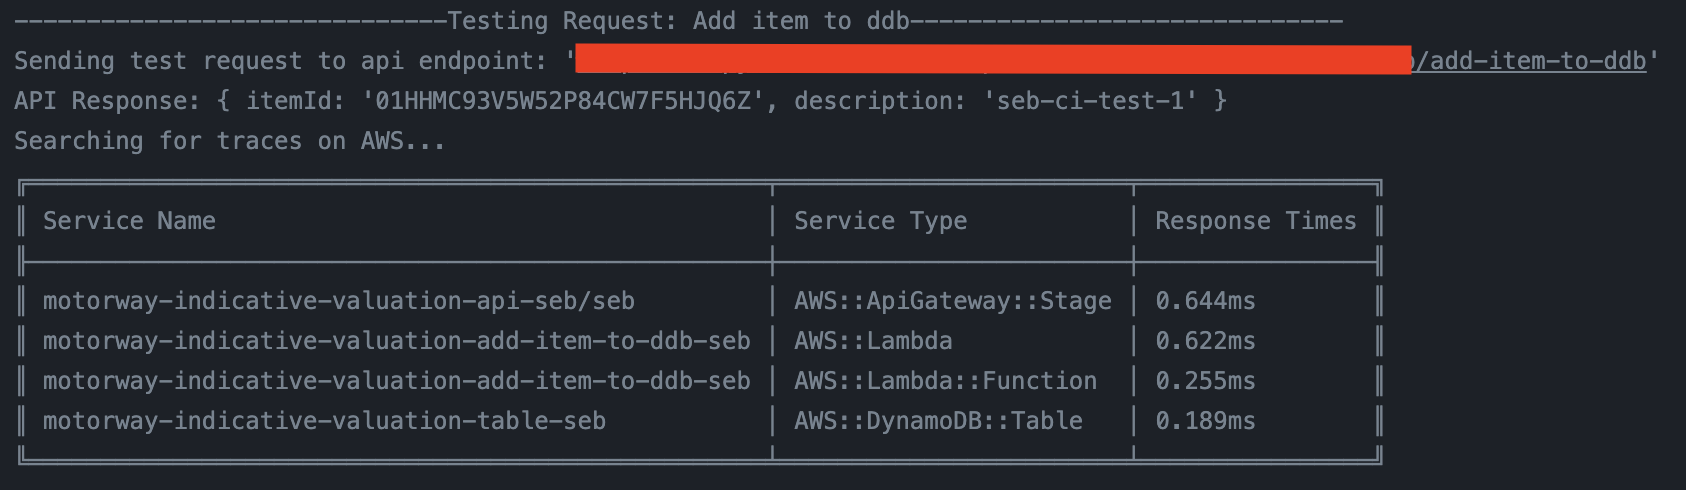 ------------------------------Testing Request: Add item to ddb------------------------------
Sending test request to api endpoint: '/add-item-to-ddb'
API Response: { itemId: '01HHMC93V5W52P84CW7F5HJQ6Z', description: 'seb-ci-test-1' }
Searching for traces on AWS...
Service Name Service Type Response Times
motorway-indicative-valuation-api-seb/seb AWS::ApiGateway::Stage 0.644ms
motorway-indicative-valuation-add-item-to-ddb-seb AWS::Lambda 0.622ms
motorway-indicative-valuation-add-item-to-ddb-seb AWS::Lambda::Function 0.255ms
motorway-indicative-valuation-table-seb AWS::DynamoDB::Table 0.189ms